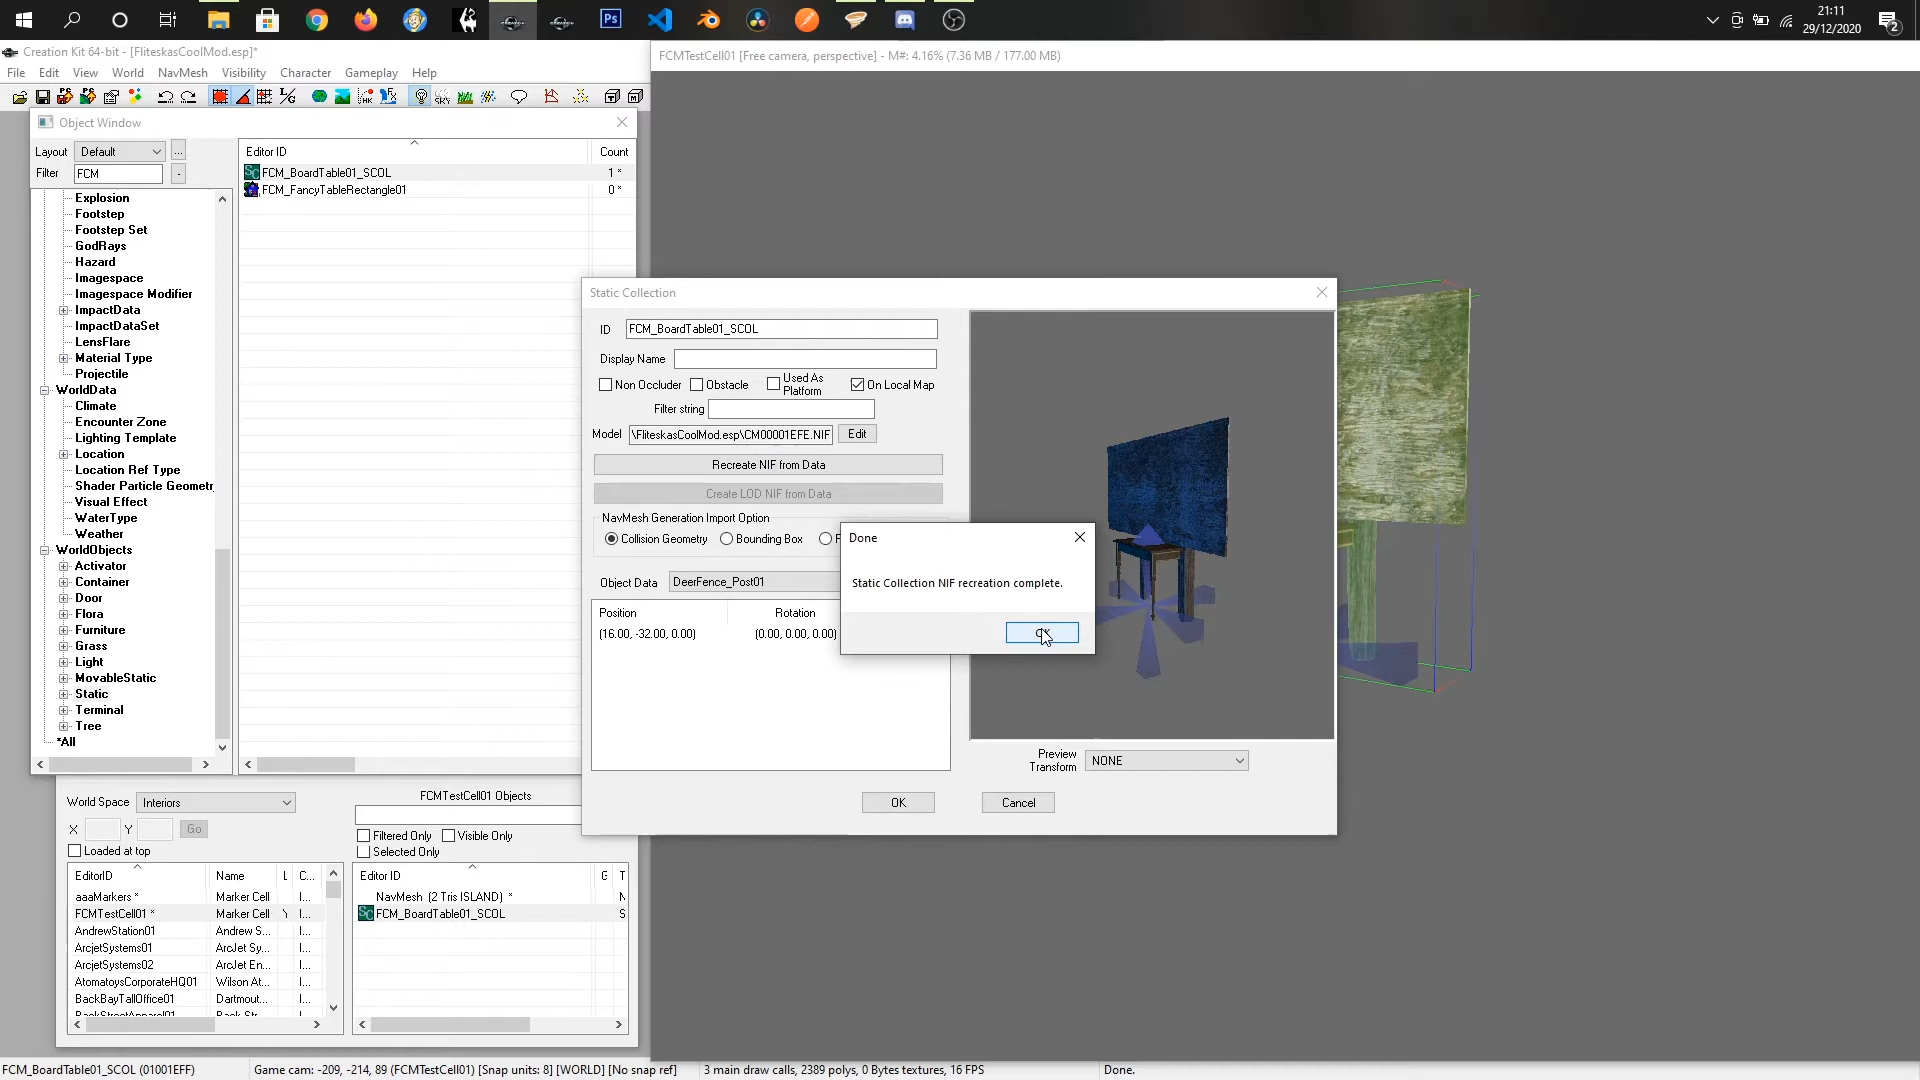 21:11
29/12/2020
2
Ps
Creation Kit 64-bit - [FliteskasCoolMod.esp]*
File Edit View World NavMesh Visibility Character Gameplay Help
FCMTestCell01 [Free camera, perspective] - M#: 4.16% (7.36 MB / 177.00 MB)
Object Window
Layout Default ...
Filter FCM -
Editor ID Count
FCM_BoardTable01_SCOL 1 *
FCM_FancyTableRectangle01 0 *
Explosion
Footstep
Footstep Set
GodRays
Hazard
Imagespace
Imagespace Modifier
ImpactData
ImpactDataSet
LensFlare
Material Type
Projectile
WorldData
Climate
Encounter Zone
Lighting Template
Location
Location Ref Type
Shader Particle Geometr
Visual Effect
WaterType
Weather
WorldObjects
Activator
Container
Door
Flora
Furniture
Grass
Light
MovableStatic
Static
Terminal
Tree
*All
Static Collection
ID FCM_BoardTable01_SCOL
Display Name
Non Occluder Obstacle Used As Platform On Local Map
Filter string
Model \FliteskasCoolMod.esp\CM00001EFE.NIF Edit
Recreate NIF from Data
Create LOD NIF from Data
NavMesh Generation Import Option
Collision Geometry Bounding Box F
Object Data DeerFence_Post01
Position Rotation
(16.00, -32.00, 0.00) (0.00, 0.00, 0.00)
Preview Transform NONE
OK Cancel
Done
Static Collection NIF recreation complete.
World Space Interiors
X Y Go
Loaded at top
FCMTestCell01 Objects
Filtered Only Visible Only
Selected Only
EditorID Name L C...
aaaMarkers * Marker Cell I...
FCMTestCell01 * Marker Cell Y I...
AndrewStation01 Andrew S... I...
ArcjetSystems01 ArcJet Sy... I...
ArcjetSystems02 ArcJet En... I...
AtomatoysCorporateHQ01 Wilson At... I...
BackBayTallOffice01 Dartmout... I...
Editor ID G T
NavMesh (2 Tris ISLAND) * N
FCM_BoardTable01_SCOL S
FCM_BoardTable01_SCOL (01001EFF) Game cam: -209, -214, 89 (FCMTestCell01) [Snap units: 8] [WORLD] [No snap ref] 3 main draw calls, 2389 polys, 0 Bytes textures, 16 FPS Done.